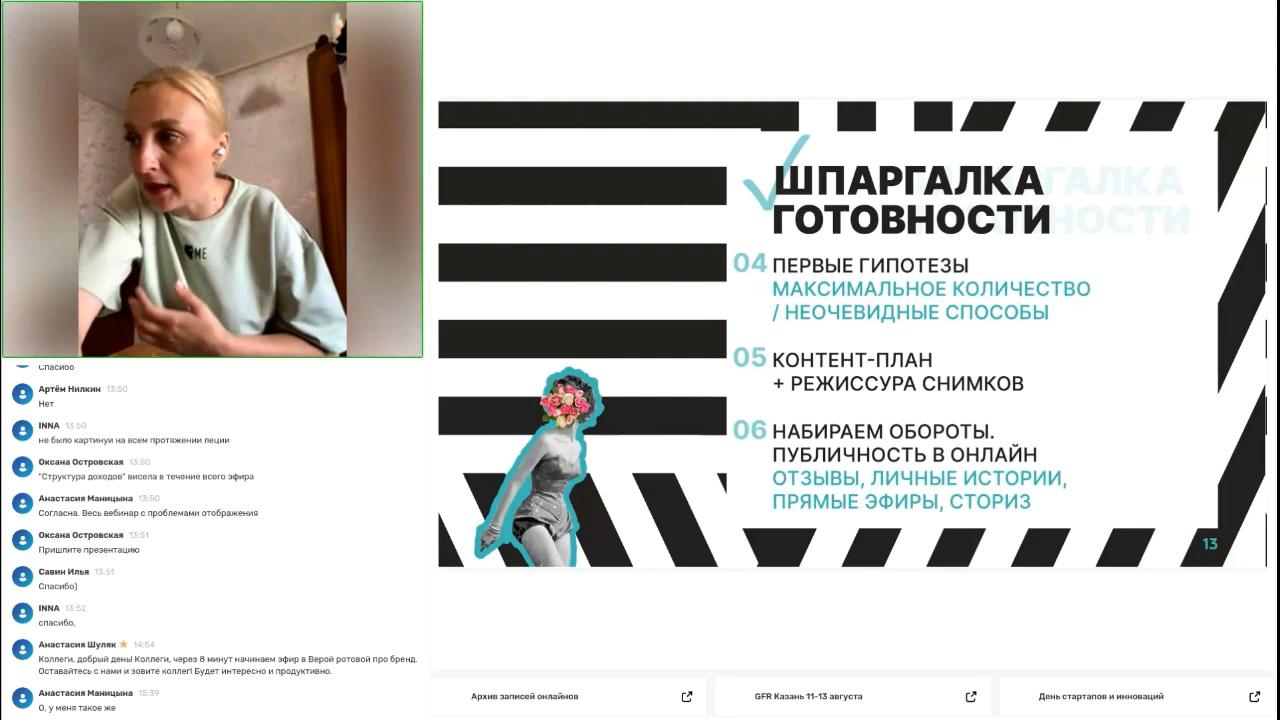 ME
Спасибо
Артём Нилкин 13:50
Нет
INNA 13:50
не было картинуи на всем протяжении леции
Оксана Островская 13:50
"Структура доходов" висела в течение всего эфира
Анастасия Маницына 13:50
Согласна. Весь вебинар с проблемами отображения
Оксана Островская 13:51
Пришлите презентацию
Савин Илья 13:51
Спасибо)
INNA 13:52
спасибо,
Анастасия Шуляк 14:54
Коллеги, добрый день! Коллеги, через 8 минут начинаем эфир в Верой ротовой про бренд.
Оставайтесь с нами и зовите коллег! Будет интересно и продуктивно.
Анастасия Маницына 15:39
О, у меня такое же
ШПАРГАЛКА
ГОТОВНОСТИ
04 ПЕРВЫЕ ГИПОТЕЗЫ
МАКСИМАЛЬНОЕ КОЛИЧЕСТВО
/ НЕОЧЕВИДНЫЕ СПОСОБЫ
05 КОНТЕНТ-ПЛАН
+ РЕЖИССУРА СНИМКОВ
06 НАБИРАЕМ ОБОРОТЫ.
ПУБЛИЧНОСТЬ В ОНЛАЙН
ОТЗЫВЫ, ЛИЧНЫЕ ИСТОРИИ,
ПРЯМЫЕ ЭФИРЫ, СТОРИЗ
13
Архив записей онлайнов
GFR Казань 11-13 августа
День стартапов и инноваций